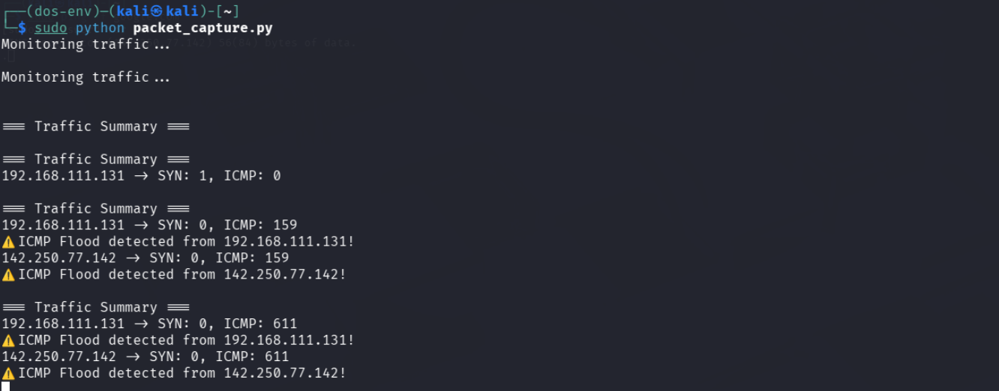 ┌──(dos-env)─(kali㉿kali)-[~]
└─$ sudo python packet_capture.py
Monitoring traffic...
Monitoring traffic...
=== Traffic Summary ===
=== Traffic Summary ===
192.168.111.131 → SYN: 1, ICMP: 0
=== Traffic Summary ===
192.168.111.131 → SYN: 0, ICMP: 159
⚠️ICMP Flood detected from 192.168.111.131!
142.250.77.142 → SYN: 0, ICMP: 159
⚠️ICMP Flood detected from 142.250.77.142!
=== Traffic Summary ===
192.168.111.131 → SYN: 0, ICMP: 611
⚠️ICMP Flood detected from 192.168.111.131!
142.250.77.142 → SYN: 0, ICMP: 611
⚠️ICMP Flood detected from 142.250.77.142!